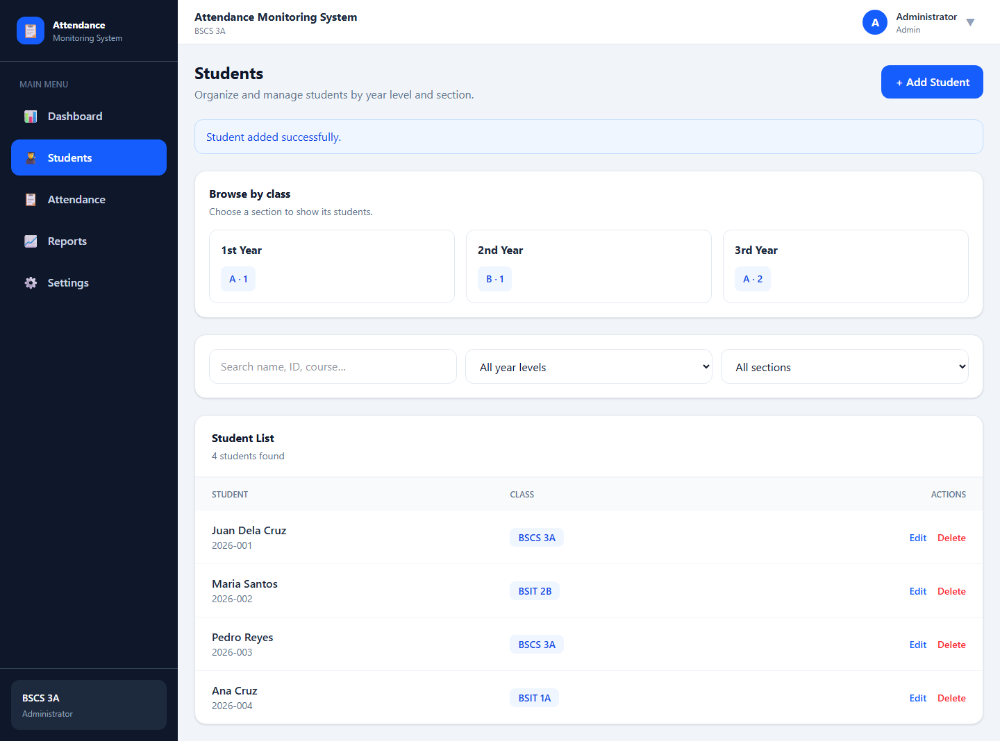 Attendance
Monitoring System
MAIN MENU
Dashboard
Students
Attendance
Reports
Settings
BSCS 3A
Administrator
Attendance Monitoring System
BSCS 3A
A
Administrator
Admin
Students
Organize and manage students by year level and section.
+ Add Student
Student added successfully.
Browse by class
Choose a section to show its students.
1st Year
A · 1
2nd Year
B · 1
3rd Year
A · 2
Search name, ID, course...
All year levels
All sections
Student List
4 students found
STUDENT CLASS ACTIONS
Juan Dela Cruz
2026-001
BSCS 3A
Edit Delete
Maria Santos
2026-002
BSIT 2B
Edit Delete
Pedro Reyes
2026-003
BSCS 3A
Edit Delete
Ana Cruz
2026-004
BSIT 1A
Edit Delete